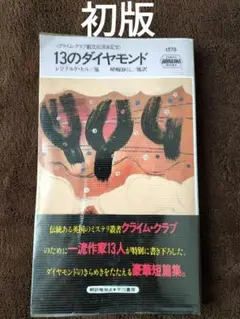 初版
〈クライム・クラブ創立50周年記念〉
13のダイヤモンド
レジナルド・ヒル／他
1376
伝統ある英国のミステリ叢書クライム・クラブ
のために一流作家13人が特別に書き下ろした、
ダイヤモンドのきらめきをたたえる豪華短篇集。